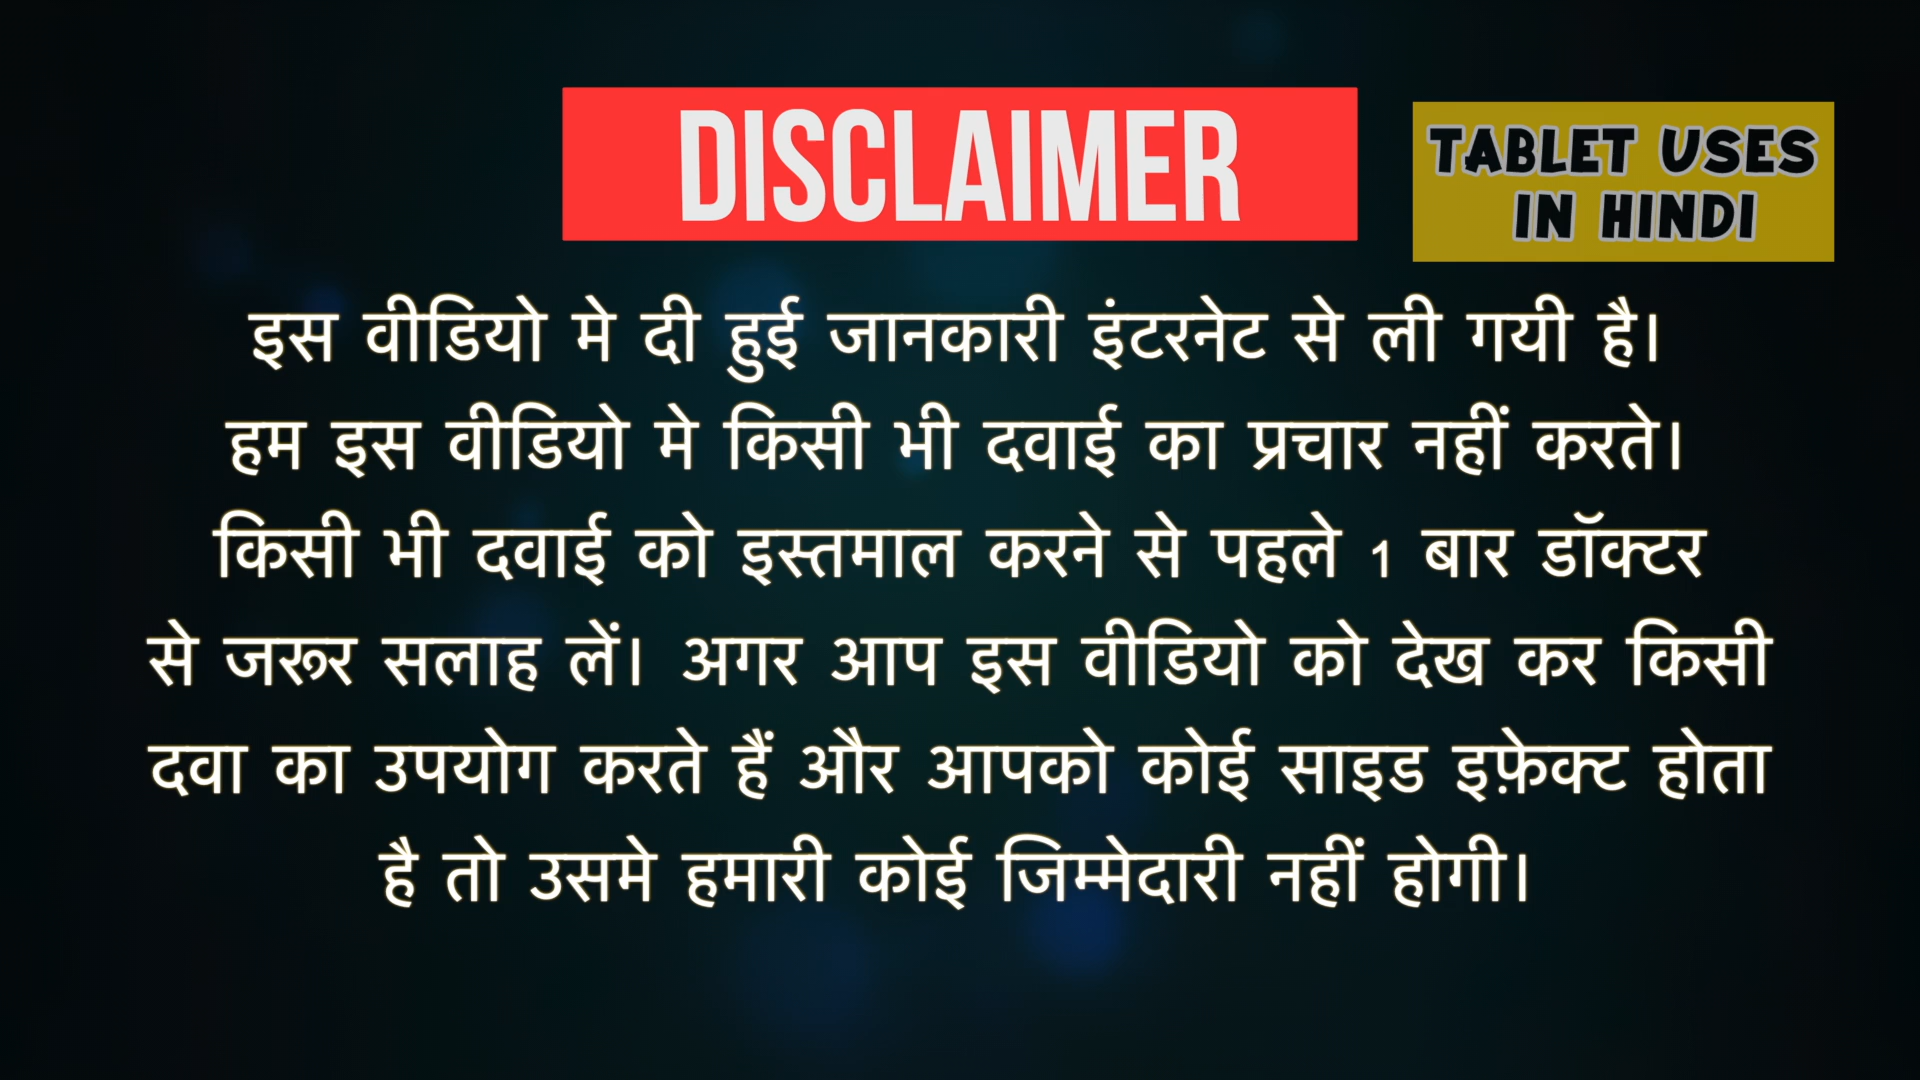 DISCLAIMER
TABLET USES
IN HINDI
इस वीडियो मे दी हुई जानकारी इंटरनेट से ली गयी है।
हम इस वीडियो मे किसी भी दवाई का प्रचार नहीं करते।
किसी भी दवाई को इस्तमाल करने से पहले 1 बार डॉक्टर
से जरूर सलाह लें। अगर आप इस वीडियो को देख कर किसी
दवा का उपयोग करते हैं और आपको कोई साइड इफ़ेक्ट होता
है तो उसमे हमारी कोई जिम्मेदारी नहीं होगी।